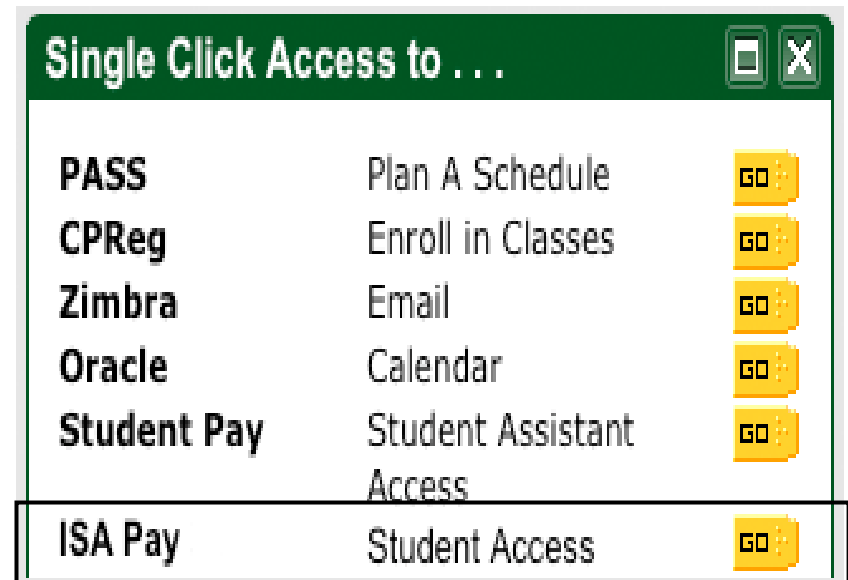 Single Click Access to . . .
PASS Plan A Schedule GO
CPReg Enroll in Classes GO
Zimbra Email GO
Oracle Calendar GO
Student Pay Student Assistant GO
Access
ISA Pay Student Access GO